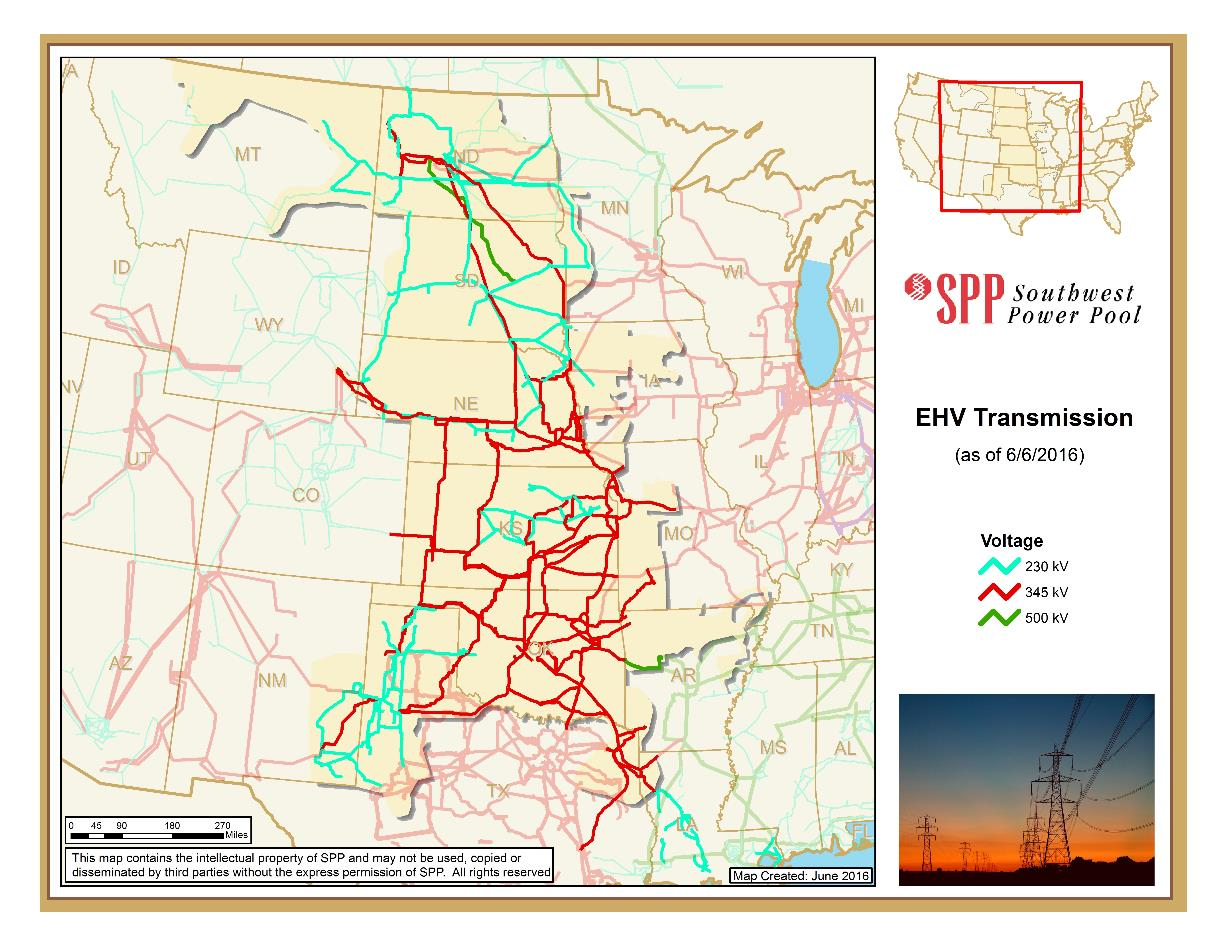 /A
MT
ND
MN
ID
SD
WI
MI
WY
NV
IA
NE
UT
IL
IN
CO
KS
MO
KY
OK
TN
AZ
NM
AR
MS
AL
TX
LA
FL
0 45 90 180 270
Miles
This map contains the intellectual property of SPP and may not be used, copied or
disseminated by third parties without the express permission of SPP. All rights reserved
Map Created: June 2016
SPP Southwest
Power Pool
EHV Transmission
(as of 6/6/2016)
Voltage
230 kV
345 kV
500 kV